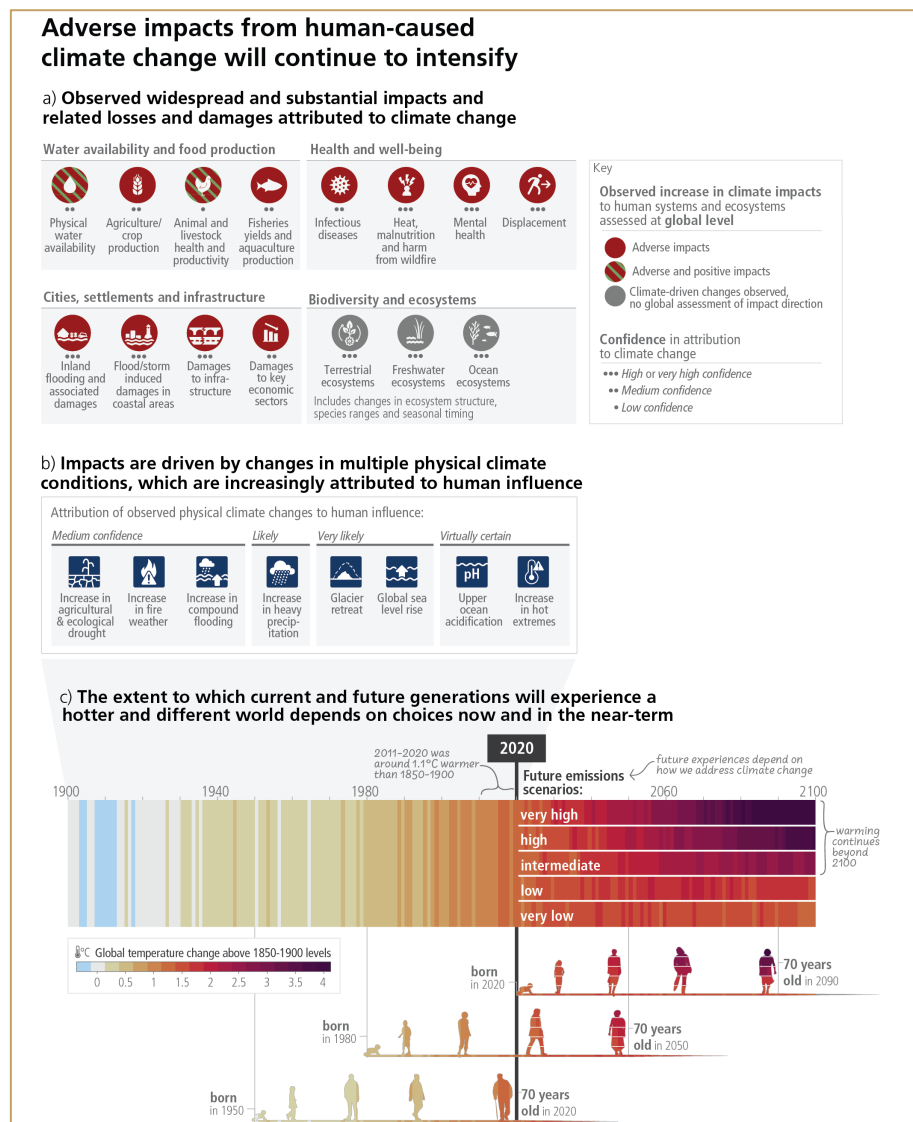 Adverse impacts from human-caused
climate change will continue to intensify
a) Observed widespread and substantial impacts and
related losses and damages attributed to climate change
Water availability and food production
Physical
water
availability
Agriculture/
crop
production
Animal and
livestock
health and
productivity
Fisheries
yields and
aquaculture
production
Health and well-being
Infectious
diseases
Heat,
malnutrition
and harm
from wildfire
Mental
health
Displacement
Cities, settlements and infrastructure
Inland
flooding and
associated
damages
Flood/storm
induced
damages in
coastal areas
Damages
to infra-
structure
Damages
to key
economic
sectors
Biodiversity and ecosystems
Terrestrial
ecosystems
Freshwater
ecosystems
Ocean
ecosystems
Includes changes in ecosystem structure,
species ranges and seasonal timing
Key
Observed increase in climate impacts
to human systems and ecosystems
assessed at global level
Adverse impacts
Adverse and positive impacts
Climate-driven changes observed,
no global assessment of impact direction
Confidence in attribution
to climate change
••• High or very high confidence
•• Medium confidence
• Low confidence
b) Impacts are driven by changes in multiple physical climate
conditions, which are increasingly attributed to human influence
Attribution of observed physical climate changes to human influence:
Medium confidence
Increase in
agricultural
& ecological
drought
Increase
in fire
weather
Increase in
compound
flooding
Likely
Increase
in heavy
precip-
itation
Very likely
Glacier
retreat
Global sea
level rise
Virtually certain
pH
Upper
ocean
acidification
Increase
in hot
extremes
c) The extent to which current and future generations will experience a
hotter and different world depends on choices now and in the near-term
2011-2020 was
around 1.1°C warmer
than 1850-1900
2020
Future emissions
scenarios:
future experiences depend on
how we address climate change
1900 1940 1980 2060 2100
very high
high
intermediate
low
very low
warming
continues
beyond
2100
°C Global temperature change above 1850-1900 levels
0 0.5 1 1.5 2 2.5 3 3.5 4
born
in 2020
70 years
old in 2090
born
in 1980
70 years
old in 2050
born
in 1950
70 years
old in 2020